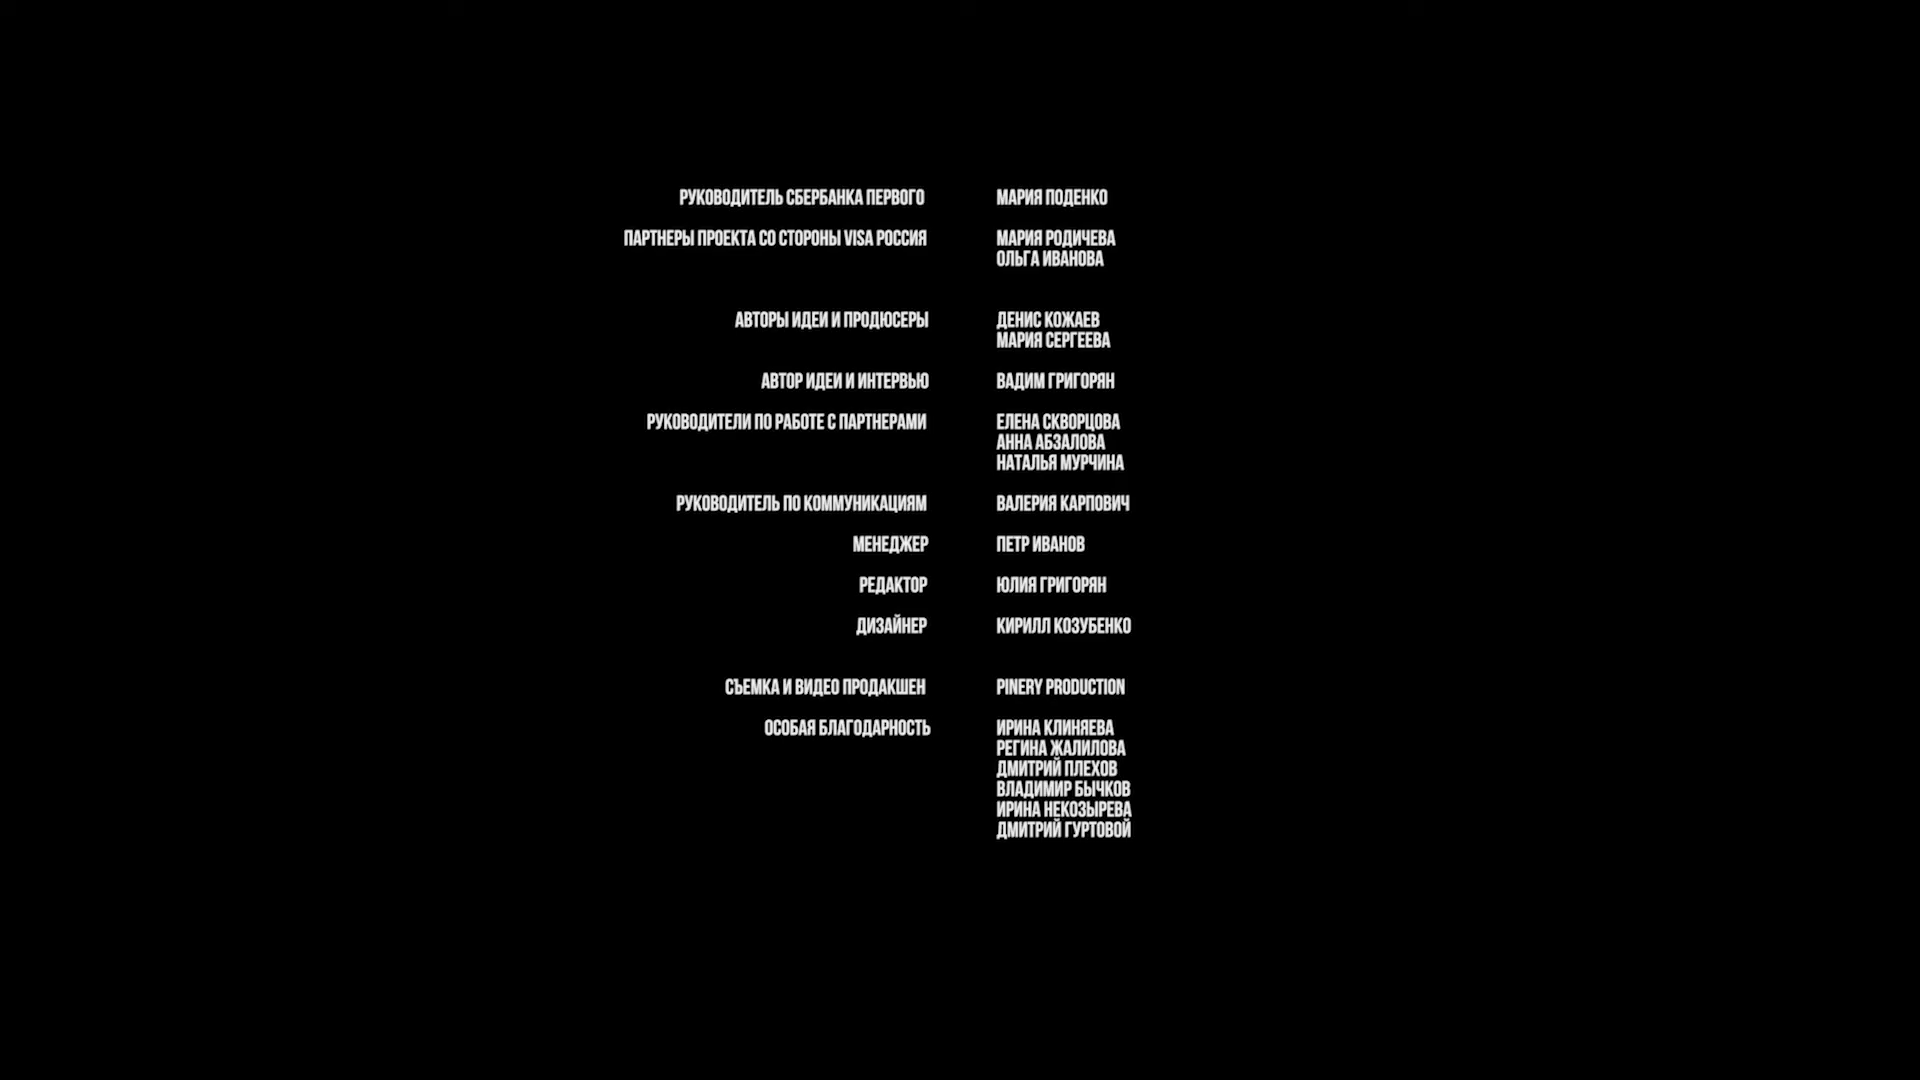 РУКОВОДИТЕЛЬ СБЕРБАНКА ПЕРВОГО МАРИЯ ПОДЕНКО
ПАРТНЕРЫ ПРОЕКТА СО СТОРОНЫ VISA РОССИЯ МАРИЯ РОДИЧЕВА
ОЛЬГА ИВАНОВА
АВТОРЫ ИДЕИ И ПРОДЮСЕРЫ ДЕНИС КОЖАЕВ
МАРИЯ СЕРГЕЕВА
АВТОР ИДЕИ И ИНТЕРВЬЮ ВАДИМ ГРИГОРЯН
РУКОВОДИТЕЛИ ПО РАБОТЕ С ПАРТНЕРАМИ ЕЛЕНА СКВОРЦОВА
АННА АБЗАЛОВА
НАТАЛЬЯ МУРЧИНА
РУКОВОДИТЕЛЬ ПО КОММУНИКАЦИЯМ ВАЛЕРИЯ КАРПОВИЧ
МЕНЕДЖЕР ПЕТР ИВАНОВ
РЕДАКТОР ЮЛИЯ ГРИГОРЯН
ДИЗАЙНЕР КИРИЛЛ КОЗУБЕНКО
СЪЕМКА И ВИДЕО ПРОДАКШЕН PINERY PRODUCTION
ОСОБАЯ БЛАГОДАРНОСТЬ ИРИНА КЛИНЯЕВА
РЕГИНА ЖАЛИЛОВА
ДМИТРИЙ ПЛЕХОВ
ВЛАДИМИР БЫЧКОВ
ИРИНА НЕКОЗЫРЕВА
ДМИТРИЙ ГУРТОВОЙ